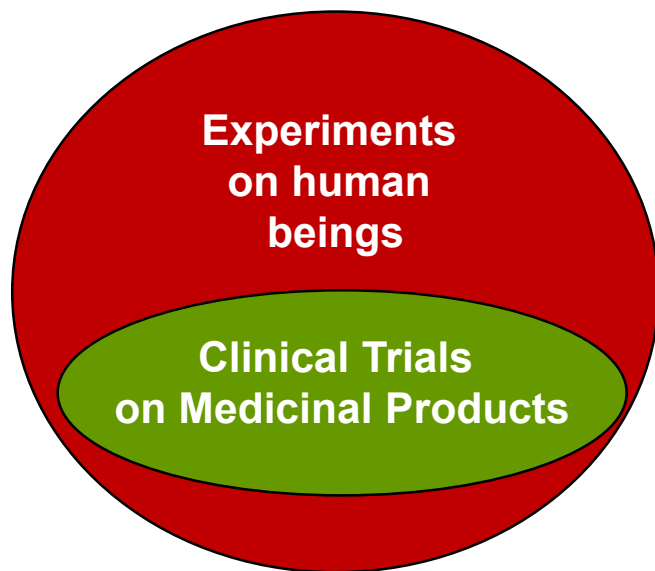 Experiments
on human
beings
Clinical Trials
on Medicinal Products